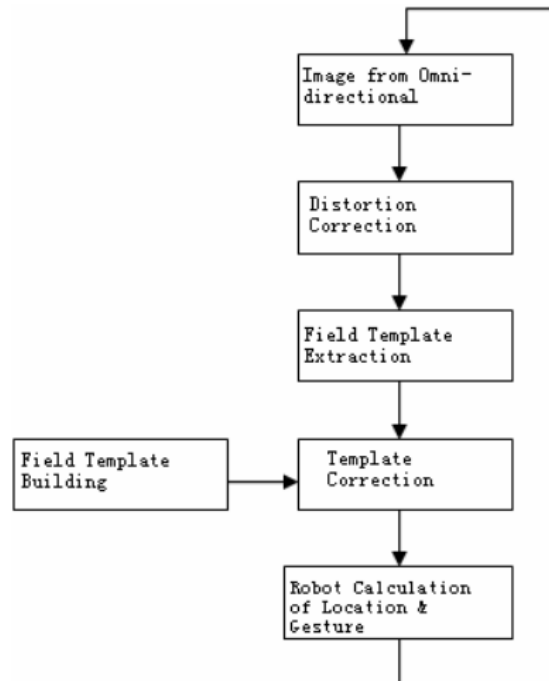 Image from Omni-
directional
Distortion
Correction
Field Template
Extraction
Field Template
Building
Template
Correction
Robot Calculation
of Location &
Gesture